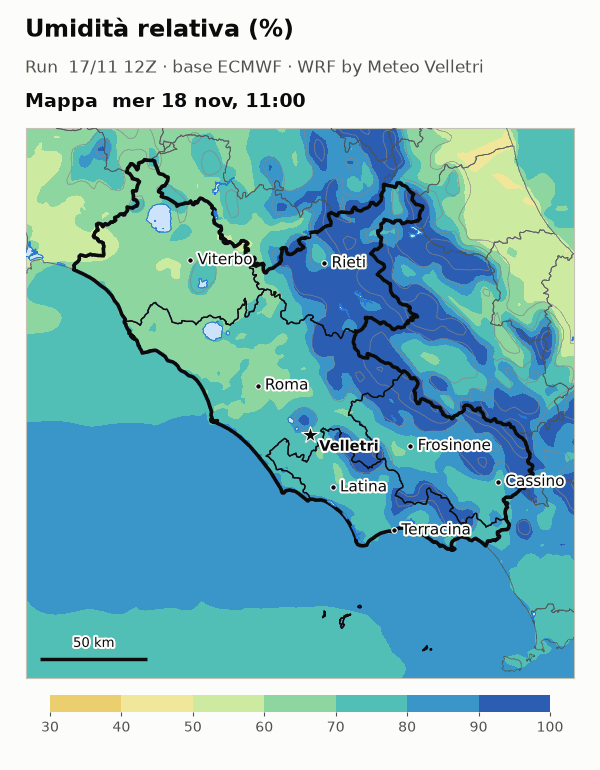 Umidità relativa (%)
Run  17/11 12Z · base ECMWF · WRF by Meteo Velletri
Mappa  mer 18 nov, 11:00
Viterbo
Rieti
Roma
Velletri
Frosinone
Latina
Cassino
Terracina
50 km
30 40 50 60 70 80 90 100